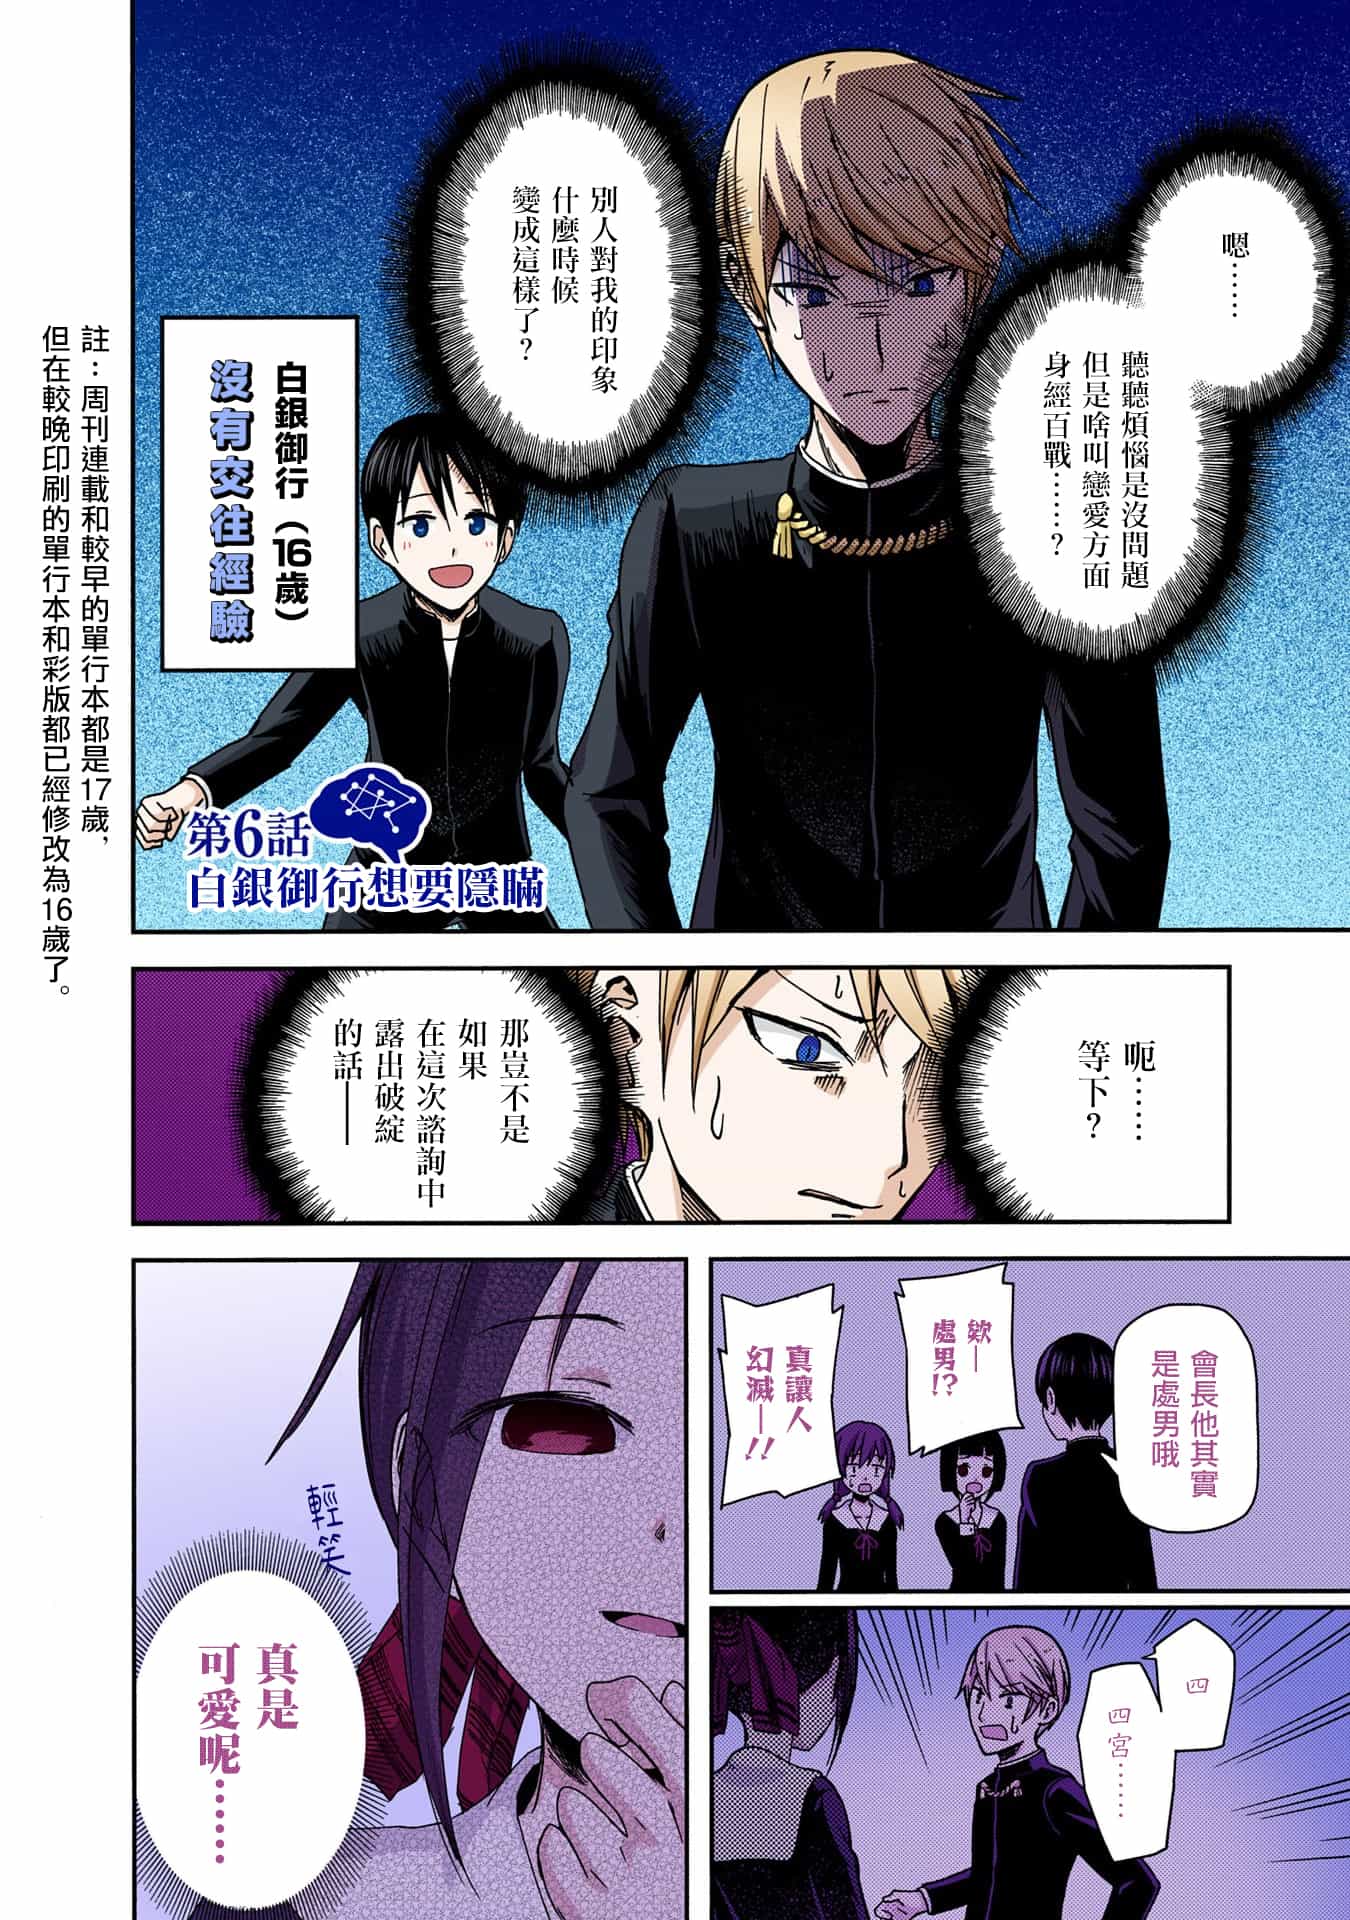 嗯……
聽聽煩惱是沒問題
但是啥叫戀愛方面
身經百戰……？
別人對我的印象
什麼時候
變成這樣了？
白銀御行（16歲）
沒有交往經驗
第6話
白銀御行想要隱瞞
註：周刊連載和較早的單行本都是17歲，
但在較晚印刷的單行本和彩版都已經修改為16歲了。
呃……
等下？
那豈不是
如果
在這次諮詢中
露出破綻
的話——
會長他其實
是處男哦
欸—
處男!?
真讓人
幻滅—!!
四
四宮……
輕笑
真是
可愛呢……